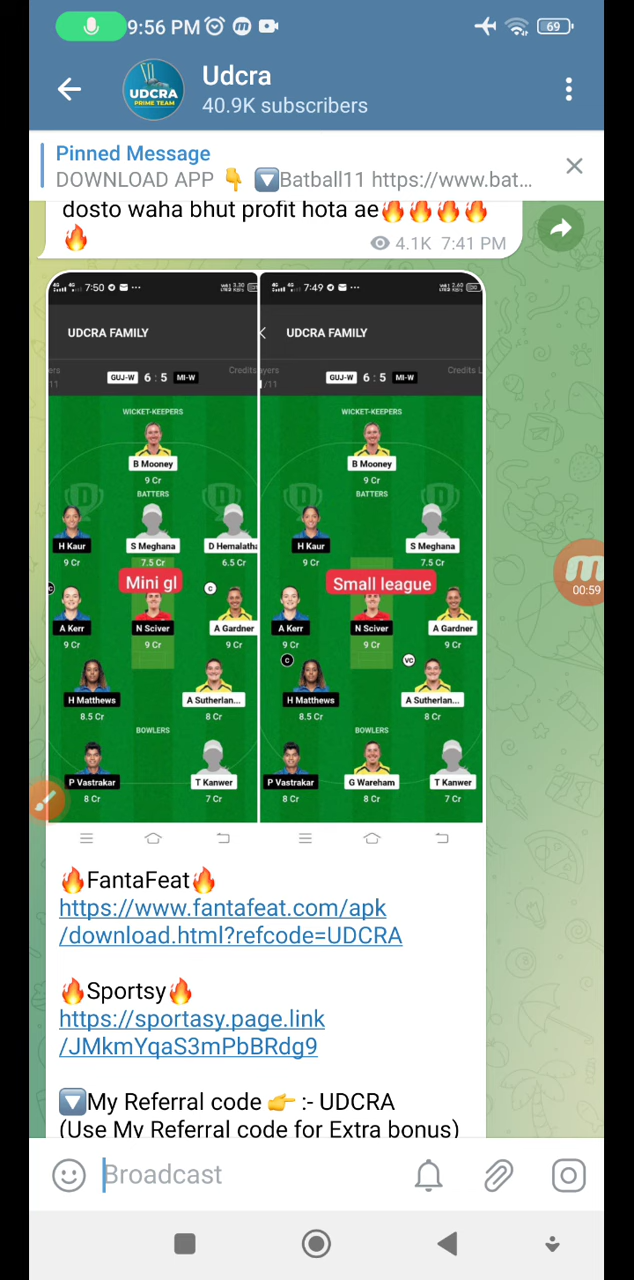 9:56 PM
69
UDCRA
PRIME TEAM
Udcra
40.9K subscribers
Pinned Message
DOWNLOAD APP 👇 🔽Batball11 https://www.bat...
dosto waha bhut profit hota ae🔥🔥🔥🔥
🔥
4.1K 7:41 PM
7:50
UDCRA FAMILY
GUJ-W 6 : 5 MI-W
Credits
11
WICKET-KEEPERS
B Mooney
9 Cr
BATTERS
H Kaur S Meghana D Hemalatha
9 Cr 7.5 Cr 6.5 Cr
Mini gl
C
A Kerr N Sciver A Gardner
9 Cr 9 Cr 9 Cr
H Matthews A Sutherlan...
8.5 Cr 8 Cr
BOWLERS
P Vastrakar T Kanwer
8 Cr 7 Cr
7:49
UDCRA FAMILY
GUJ-W 6 : 5 MI-W
Credits L
/11
WICKET-KEEPERS
B Mooney
9 Cr
BATTERS
H Kaur S Meghana
9 Cr 7.5 Cr
Small league
A Kerr N Sciver A Gardner
9 Cr 9 Cr 9 Cr
C VC
H Matthews A Sutherlan...
8.5 Cr 8 Cr
BOWLERS
P Vastrakar G Wareham T Kanwer
8 Cr 8 Cr 7 Cr
00:59
🔥FantaFeat🔥
https://www.fantafeat.com/apk
/download.html?refcode=UDCRA
🔥Sportsy🔥
https://sportasy.page.link
/JMkmYqaS3mPbBRdg9
🔽My Referral code 👉 :- UDCRA
(Use My Referral code for Extra bonus)
Broadcast